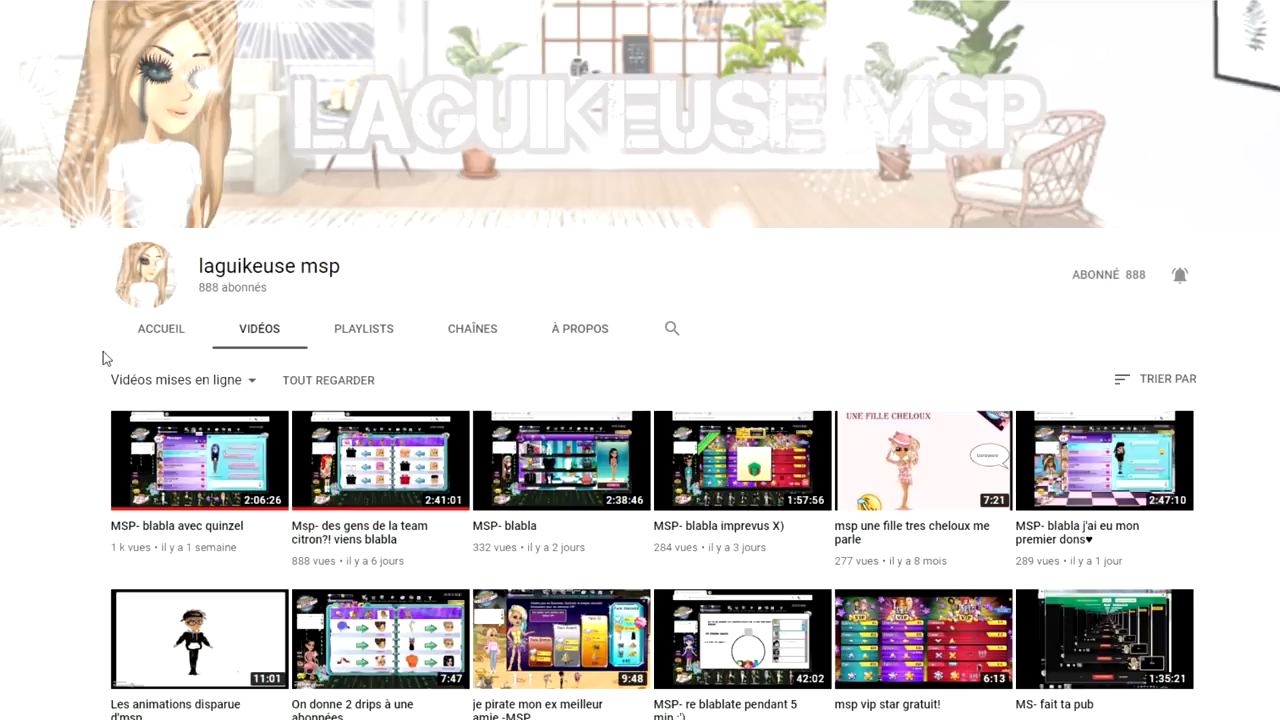 LAGUIKEUSE MSP
laguikeuse msp
888 abonnés
ABONNÉ 888
ACCUEIL
VIDÉOS
PLAYLISTS
CHAÎNES
À PROPOS
Vidéos mises en ligne
TOUT REGARDER
TRIER PAR
UNE FILLE CHELOUX
2:06:26
2:41:01
2:38:46
1:57:56
7:21
2:47:10
MSP- blabla avec quinzel
1 k vues • il y a 1 semaine
Msp- des gens de la team
citron?! viens blabla
888 vues • il y a 6 jours
MSP- blabla
332 vues • il y a 2 jours
MSP- blabla imprevus X)
284 vues • il y a 3 jours
msp une fille tres cheloux me
parle
277 vues • il y a 8 mois
MSP- blabla j'ai eu mon
premier dons♥
289 vues • il y a 1 jour
11:01
7:47
9:48
42:02
6:13
1:35:21
Les animations disparue
d'msp
On donne 2 drips à une
abonnées
je pirate mon ex meilleur
amie -MSP
MSP- re blablate pendant 5
min :')
msp vip star gratuit!
MS- fait ta pub